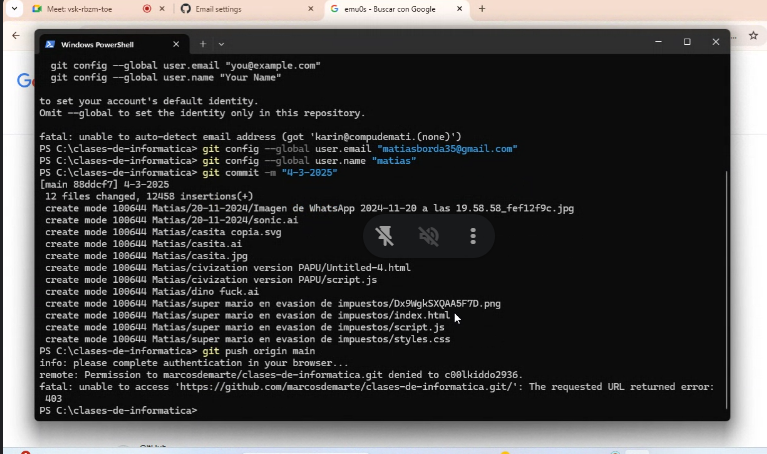 Meet: vsk-rbzm-toe
Email settings
emu0s - Buscar con Google
Windows PowerShell
git config --global user.email "you@example.com"
git config --global user.name "Your Name"
to set your account's default identity.
Omit --global to set the identity only in this repository.
fatal: unable to auto-detect email address (got 'karin@compudemati.(none)')
PS C:\clases-de-informatica> git config --global user.email "matiasborda35@gmail.com"
PS C:\clases-de-informatica> git config --global user.name "matias"
PS C:\clases-de-informatica> git commit -m "4-3-2025"
[main 88ddcf7] 4-3-2025
12 files changed, 12458 insertions(+)
create mode 100644 Matias/20-11-2024/Imagen de WhatsApp 2024-11-20 a las 19.58.58_fef12f9c.jpg
create mode 100644 Matias/20-11-2024/sonic.ai
create mode 100644 Matias/casita copia.svg
create mode 100644 Matias/casita.ai
create mode 100644 Matias/casita.jpg
create mode 100644 Matias/civization version PAPU/Untitled-4.html
create mode 100644 Matias/civization version PAPU/script.js
create mode 100644 Matias/dino fuck.ai
create mode 100644 Matias/super mario en evasion de impuestos/Dx9WgkSXQAA5F7D.png
create mode 100644 Matias/super mario en evasion de impuestos/index.html
create mode 100644 Matias/super mario en evasion de impuestos/script.js
create mode 100644 Matias/super mario en evasion de impuestos/styles.css
PS C:\clases-de-informatica> git push origin main
info: please complete authentication in your browser...
remote: Permission to marcosdemarte/clases-de-informatica.git denied to c00lkiddo2936.
fatal: unable to access 'https://github.com/marcosdemarte/clases-de-informatica.git/': The requested URL returned error:
403
PS C:\clases-de-informatica>